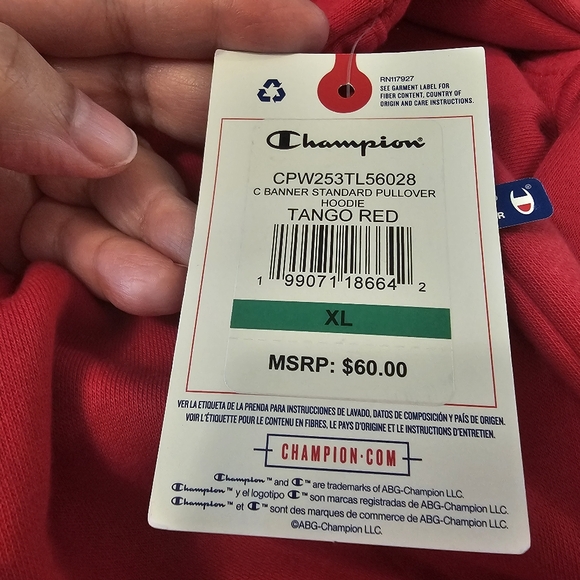 RN117927
SEE GARMENT LABEL FOR
FIBER CONTENT, COUNTRY OF
ORIGIN AND CARE INSTRUCTIONS.
Champion
CPW253TL56028
C BANNER STANDARD PULLOVER
HOODIE
TANGO RED
1 99071 18664 2
XL
MSRP: $60.00
VER LA ETIQUETA DE LA PRENDA PARA INSTRUCCIONES DE LAVADO, DATOS DE COMPOSICIÓN Y PAÍS DE ORIGEN.
VOIR L'ÉTIQUETTE POUR LE CONTENU EN FIBRES, LE PAYS D'ORIGINE ET LE INSTRUCTIONS D'ENTRETIEN.
CHAMPION·COM
Champion™ and C™ are trademarks of ABG-Champion LLC.
Champion™ y el logotipo C™ son marcas registradas de ABG-Champion LLC.
Champion™ et C™ sont des marques de commerce de ABG-Champion LLC.
©ABG-Champion LLC.